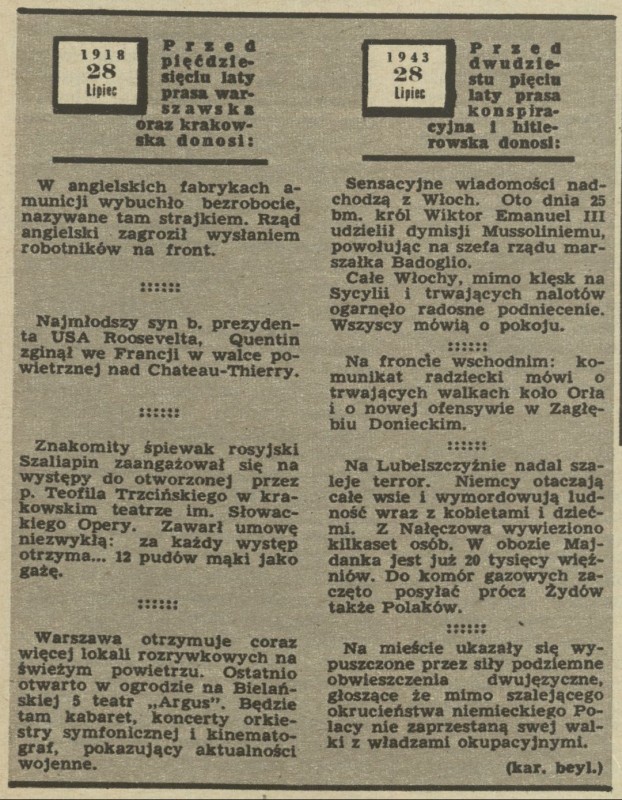 1918
28
Lipiec
Przed
pięćdzie-
sięciu laty
prasa war-
szawska
oraz krakow-
ska donosi:
W angielskich fabrykach a-
municji wybuchło bezrobocie,
nazywane tam strajkiem. Rząd
angielski zagroził wysłaniem
robotników na front.
Najmłodszy syn b. prezyden-
ta USA Roosevelta, Quentin
zginął we Francji w walce po-
wietrznej nad Chateau-Thierry.
Znakomity śpiewak rosyjski
Szaliapin zaangażował się na
występy do otworzonej przez
p. Teofila Trzcińskiego w kra-
kowskim teatrze im. Słowac-
kiego Opery. Zawarł umowę
niezwykłą: za każdy występ
otrzyma... 12 pudów mąki jako
gażę.
Warszawa otrzymuje coraz
więcej lokali rozrywkowych na
świeżym powietrzu. Ostatnio
otwarto w ogrodzie na Bielań-
skiej 5 teatr „Argus”. Będzie
tam kabaret, koncerty orkie-
stry symfonicznej i kinemato-
graf, pokazujący aktualności
wojenne.
1943
28
Lipiec
Przed
dwudzie-
stu pięciu
laty prasa
konspira-
cyjna i hitle-
rowska donosi:
Sensacyjne wiadomości nad-
chodzą z Włoch. Oto dnia 25
bm. król Wiktor Emanuel III
udzielił dymisji Mussoliniemu,
powołując na szefa rządu mar-
szałka Badoglio.
Całe Włochy, mimo klęsk na
Sycylii i trwających nalotów
ogarnęło radosne podniecenie.
Wszyscy mówią o pokoju.
Na froncie wschodnim: ko-
munikat radziecki mówi o
trwających walkach koło Orła
i o nowej ofensywie w Zagłę-
biu Donieckim.
Na Lubelszczyźnie nadal sza-
leje terror. Niemcy otaczają
całe wsie i wymordowują lud-
ność wraz z kobietami i dzieć-
mi. Z Nałęczowa wywieziono
kilkaset osób. W obozie Maj-
danka jest już 20 tysięcy więź-
niów. Do komór gazowych za-
częto posyłać prócz Żydów
także Polaków.
Na mieście ukazały się wy-
puszczone przez siły podziemne
obwieszczenia dwujęzyczne,
głoszące że mimo szalejącego
okrucieństwa niemieckiego Po-
lacy nie zaprzestaną swej wal-
ki z władzami okupacyjnymi.
(kar. beyl.)